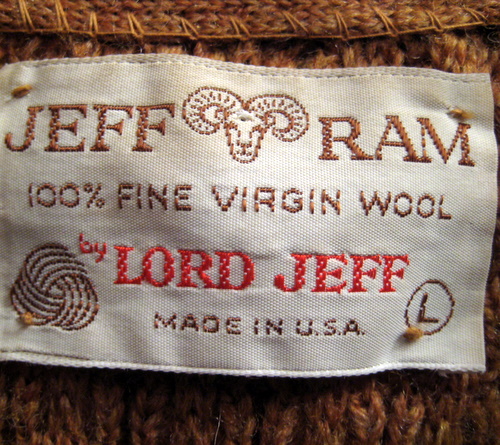 JEFF RAM
100% FINE VIRGIN WOOL
by LORD JEFF
L
MADE IN U.S.A.